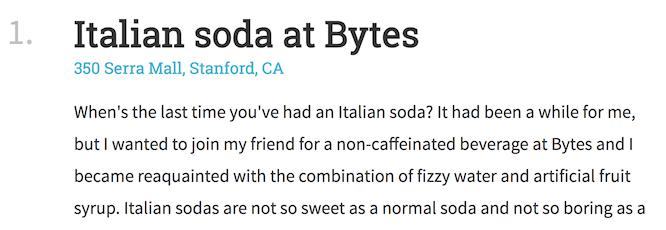 1.
Italian soda at Bytes
350 Serra Mall, Stanford, CA
When's the last time you've had an Italian soda? It had been a while for me,
but I wanted to join my friend for a non-caffeinated beverage at Bytes and I
became reaquainted with the combination of fizzy water and artificial fruit
syrup. Italian sodas are not so sweet as a normal soda and not so boring as a